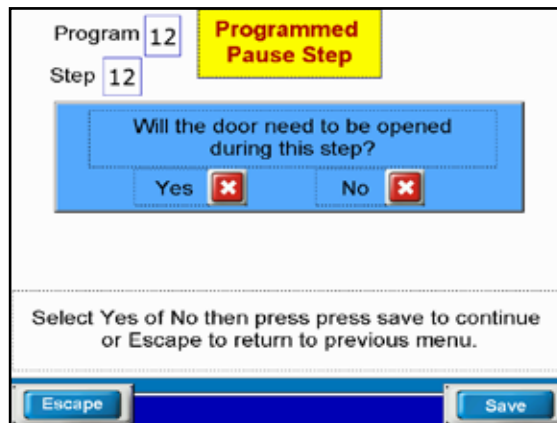 Program 12
Programmed
Pause Step
Step 12
Will the door need to be opened
during this step?
Yes No
Select Yes of No then press press save to continue
or Escape to return to previous menu.
Escape Save